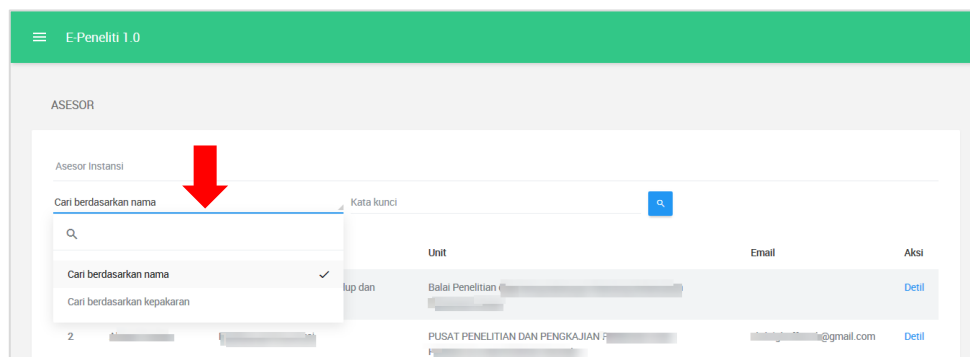 E-Peneliti 1.0
ASESOR
Asesor Instansi
Cari berdasarkan nama
Kata kunci
Unit Email Aksi
Cari berdasarkan nama
lup dan Balai Penelitian Detil
Cari berdasarkan kepakaran
2 PUSAT PENELITIAN DAN PENGKAJIAN @gmail.com Detil